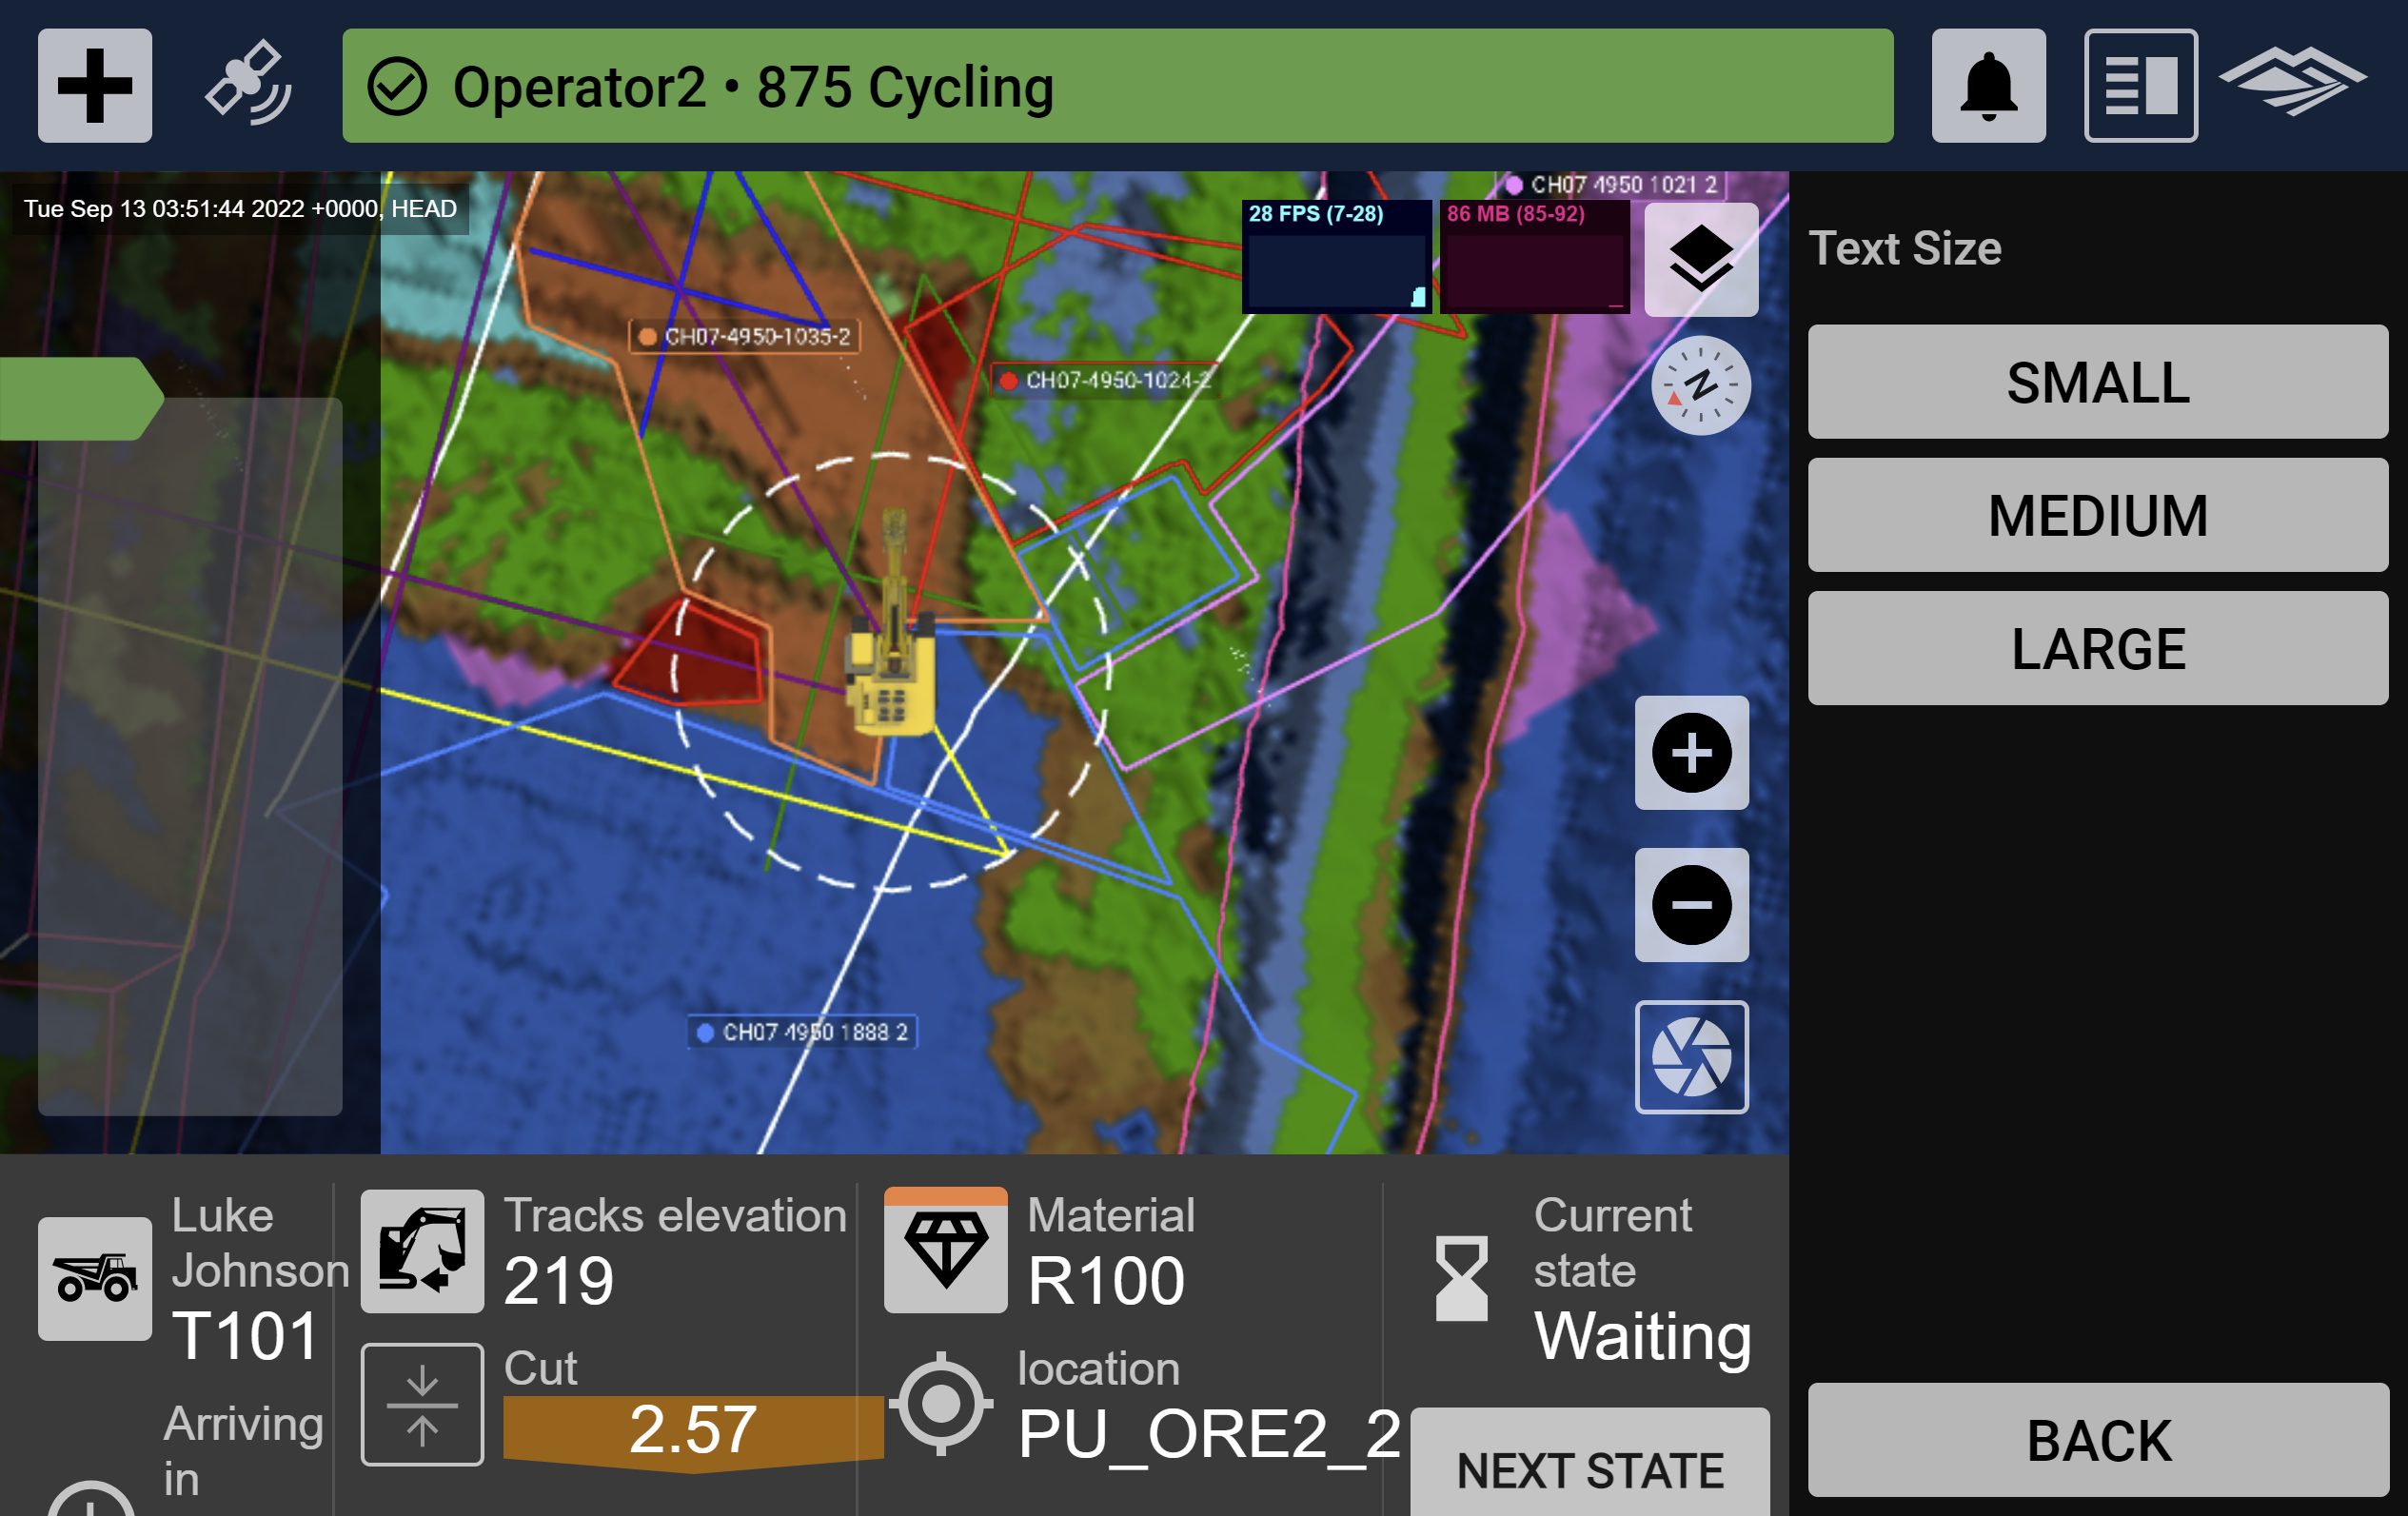 Operator2 • 875 Cycling
Tue Sep 13 03:51:44 2022 +0000, HEAD
CH07 4950 1021 2
28 FPS (7-28)
86 MB (85-92)
CH07-4950-1035-2
CH07-4950-1024-2
N
CH07 4950 1888 2
Text Size
SMALL
MEDIUM
LARGE
BACK
Luke
Johnson
T101
Arriving
in
Tracks elevation
219
Cut
2.57
Material
R100
location
PU_ORE2_2
Current
state
Waiting
NEXT STATE